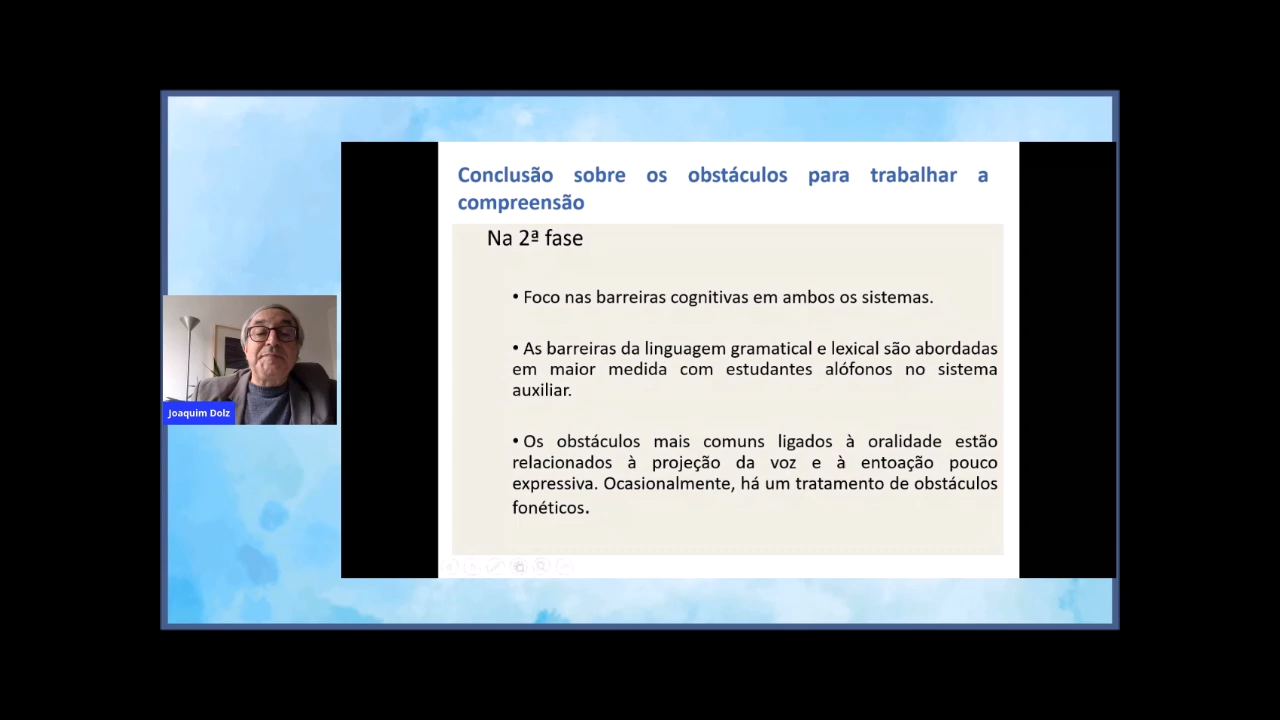 Conclusão sobre os obstáculos para trabalhar a
compreensão
Na 2ª fase
• Foco nas barreiras cognitivas em ambos os sistemas.
• As barreiras da linguagem gramatical e lexical são abordadas
em maior medida com estudantes alófonos no sistema
auxiliar.
• Os obstáculos mais comuns ligados à oralidade estão
relacionados à projeção da voz e à entoação pouco
expressiva. Ocasionalmente, há um tratamento de obstáculos
fonéticos.
Joaquim Dolz